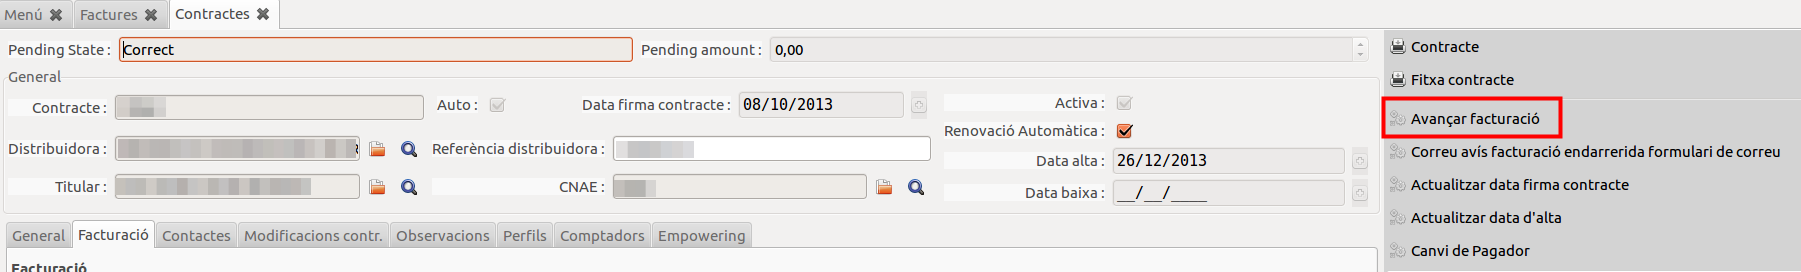 Menú Factures Contractes
Pending State : Correct Pending amount : 0,00
General
Contracte : Auto : Data firma contracte : 08/10/2013 Activa :
Renovació Automàtica :
Distribuidora : Referència distribuidora : Data alta : 26/12/2013
Titular : CNAE : Data baixa : __/__/____
General Facturació Contactes Modificacions contr. Observacions Perfils Comptadors Empowering
Facturació
Contracte
Fitxa contracte
Avançar facturació
Correu avís facturació endarrerida formulari de correu
Actualitzar data firma contracte
Actualitzar data d'alta
Canvi de Pagador